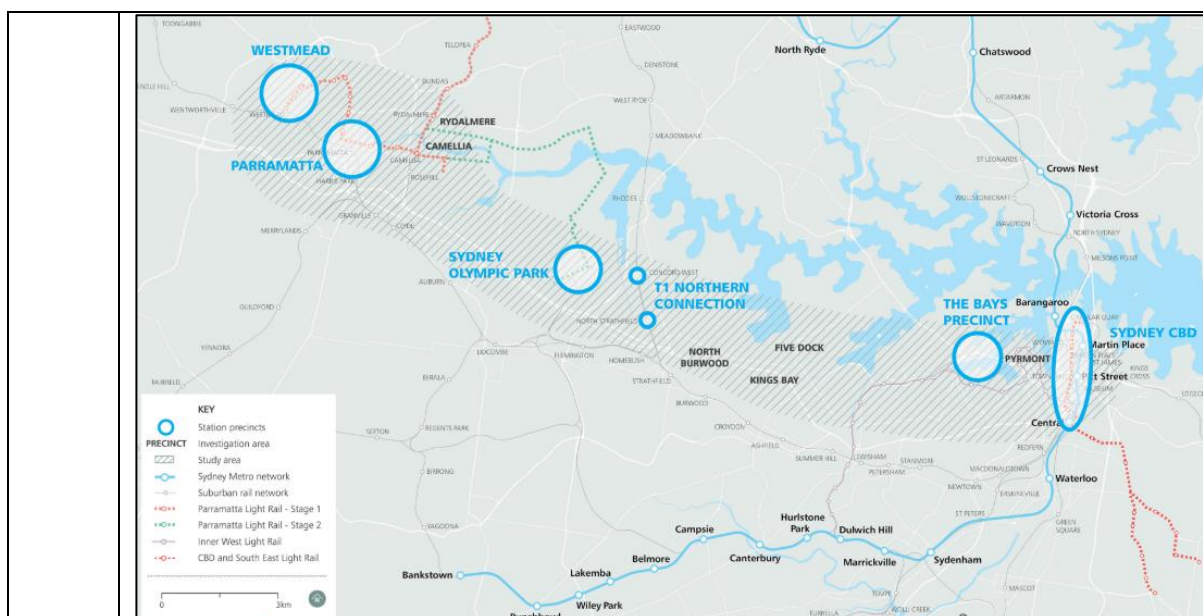 TOONGABBIE
EASTWOOD
WESTMEAD
TELOPEA
North Ryde
Chatswood
DENISTONE
DUNDAS
ARTARMON
WENTWORTHVILLE
WEST RYDE
RYDALMERE
RYDALMERE
MEADOWBANK
CAMELLIA
ST LEONARDS
PARRAMATTA
CAMELLIA
Crows Nest
HARRIS PARK
ROSEHILL
WOLLSTONECRAFT
RHODES
WAVERTON
GRANVILLE
CLYDE
Victoria Cross
MERRYLANDS
NORTH SYDNEY
SYDNEY
OLYMPIC PARK
MILSONS POINT
CONCORD WEST
AUBURN
T1 NORTHERN
CONNECTION
GUILDFORD
THE BAYS
PRECINCT
Barangaroo
NORTH STRATHFIELD
SYDNEY CBD
Martin Place
FIVE DOCK
YENNORA
LIDCOMBE
FLEMINGTON
HOMEBUSH
NORTH
BURWOOD
PYRMONT
KINGS BAY
KINGS
CROSS
STRATHFIELD
FAIRFIELD
BERALA
BURWOOD
KEY
Station precincts
PRECINCT Investigation area
Study area
Sydney Metro network
Suburban rail network
Parramatta Light Rail - Stage 1
Parramatta Light Rail - Stage 2
Inner West Light Rail
CBD and South East Light Rail
0 3km
CROYDON
SEFTON
REGENTS PARK
ASHFIELD
REDFERN
SUMMER HILL
LEWISHAM
STANMORE
PETERSHAM
MACDONALDTOWN
BIRRONG
NEWTOWN
ERSKINEVILLE
Waterloo
ST PETERS
GREEN
SQUARE
YAGOONA
Campsie
Hurlstone
Park
Dulwich Hill
Canterbury
Marrickville
Sydenham
Belmore
Lakemba
Bankstown
Wiley Park
TEMPE
MASCOT